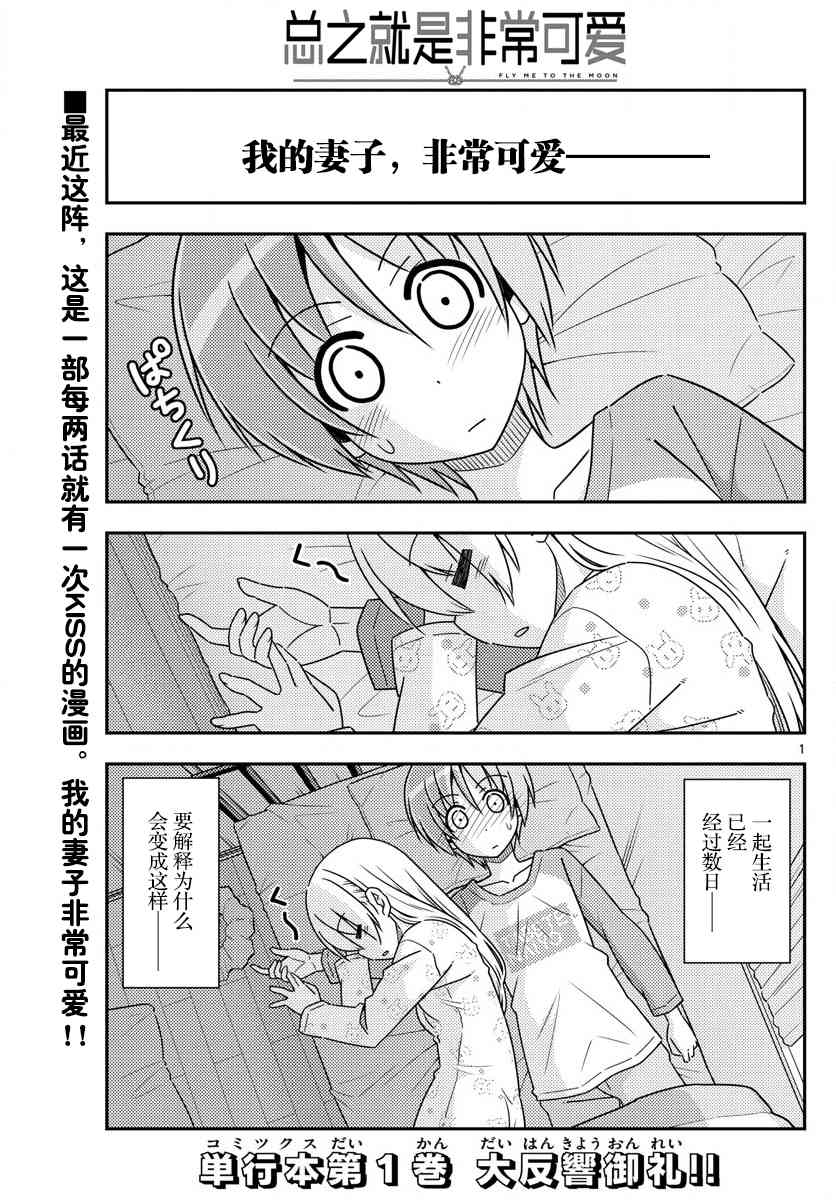 总之就是非常可爱
FLY ME TO THE MOON
我的妻子，非常可爱————
■最近这阵，这是一部每两话就有一次KISS的漫画。我的妻子非常可爱!!
ぱちくり
く～
1
一起生活
已经
经过数日——
要解释为什么
会变成这样——
く～
コミックス だい かん だい はん きょう おん れい
単行本第1巻 大反響御礼!!